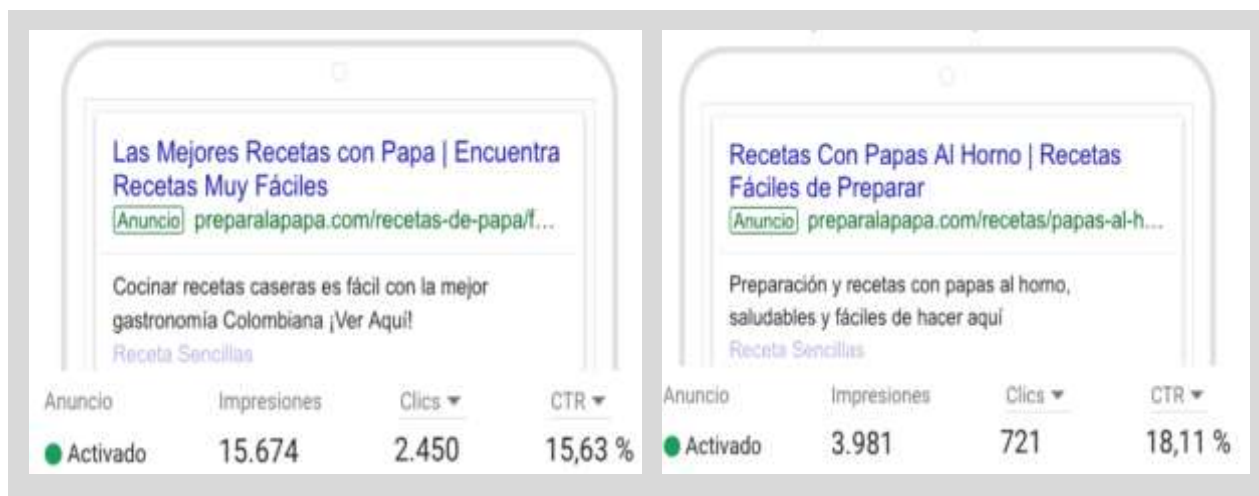 Las Mejores Recetas con Papa | Encuentra
Recetas Muy Fáciles
Anuncio preparalapapa.com/recetas-de-papa/f...
Cocinar recetas caseras es fácil con la mejor
gastronomía Colombiana ¡Ver Aquí!
Receta Sencillas
Anuncio Impresiones Clics CTR
Activado 15.674 2.450 15,63 %
Recetas Con Papas Al Horno | Recetas
Fáciles de Preparar
Anuncio preparalapapa.com/recetas/papas-al-h...
Preparación y recetas con papas al horno,
saludables y fáciles de hacer aquí
Receta Sencillas
Anuncio Impresiones Clics CTR
Activado 3.981 721 18,11 %